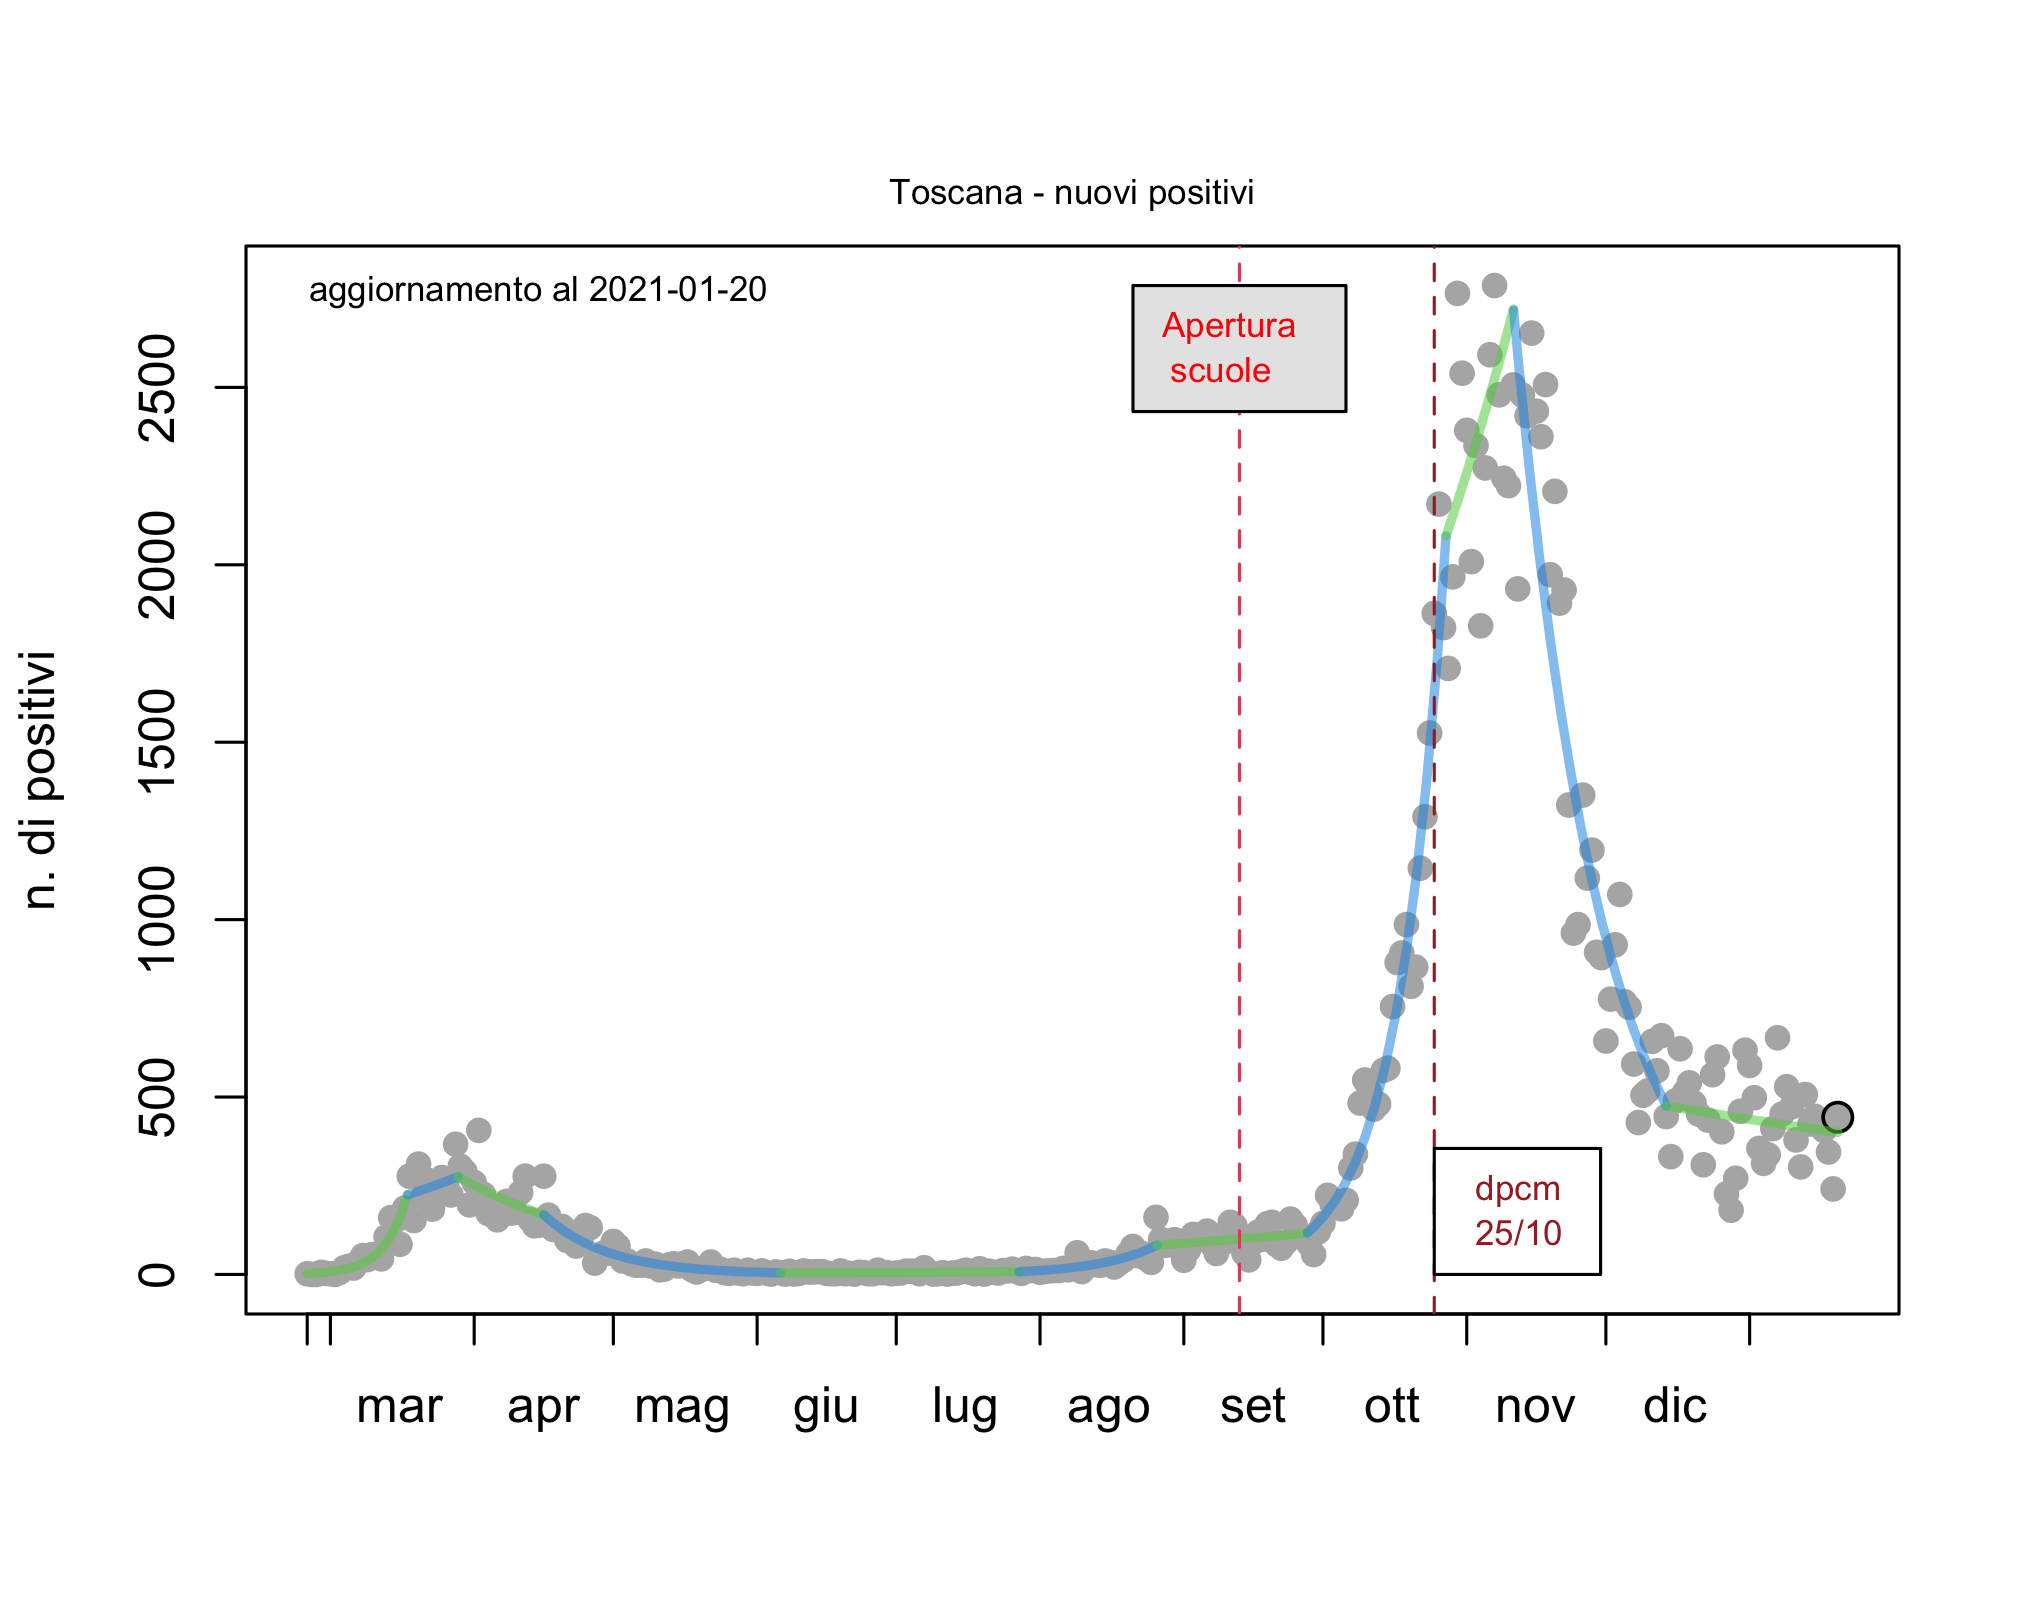 Toscana - nuovi positivi
aggiornamento al 2021-01-20
Apertura
scuole
n. di positivi
2500
2000
1500
1000
500
0
dpcm
25/10
mar apr mag giu lug ago set ott nov dic